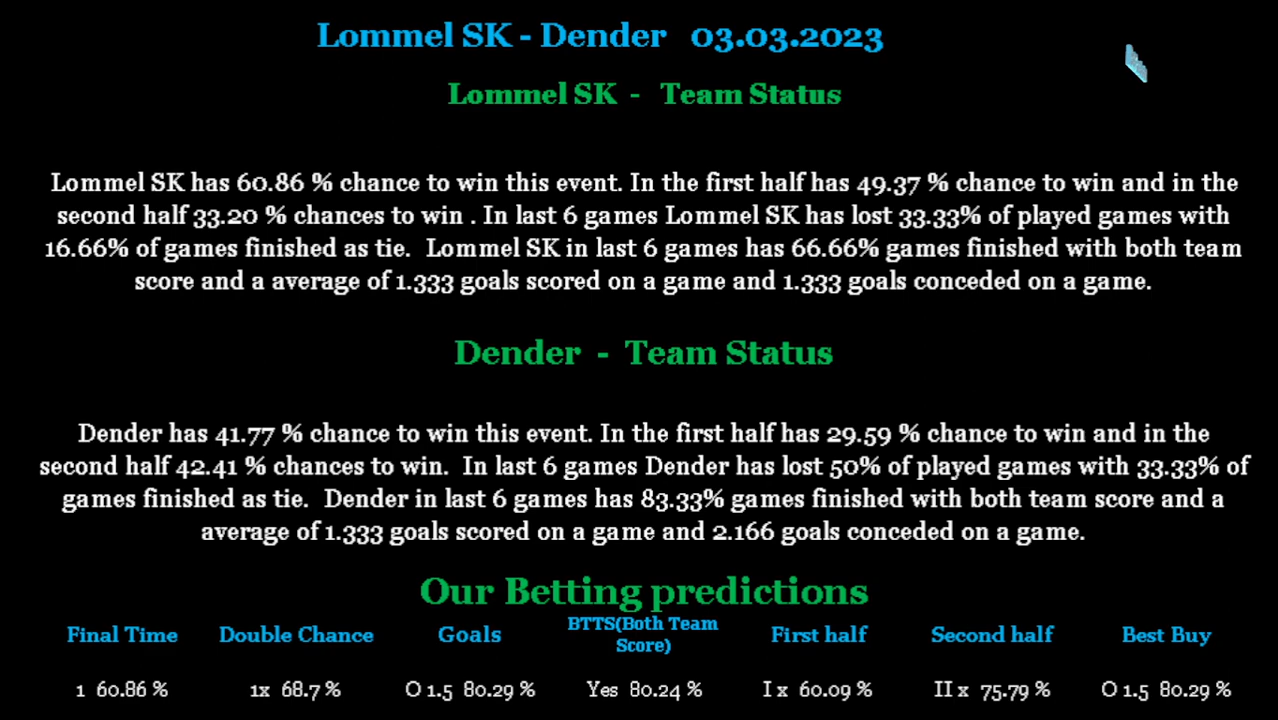 Lommel SK - Dender 03.03.2023
Lommel SK - Team Status
Lommel SK has 60.86 % chance to win this event. In the first half has 49.37 % chance to win and in the
second half 33.20 % chances to win . In last 6 games Lommel SK has lost 33.33% of played games with
16.66% of games finished as tie. Lommel SK in last 6 games has 66.66% games finished with both team
score and a average of 1.333 goals scored on a game and 1.333 goals conceded on a game.
Dender - Team Status
Dender has 41.77 % chance to win this event. In the first half has 29.59 % chance to win and in the
second half 42.41 % chances to win. In last 6 games Dender has lost 50% of played games with 33.33% of
games finished as tie. Dender in last 6 games has 83.33% games finished with both team score and a
average of 1.333 goals scored on a game and 2.166 goals conceded on a game.
Our Betting predictions
Final Time Double Chance Goals BTTS(Both Team Score) First half Second half Best Buy
1 60.86 % 1x 68.7 % O 1.5 80.29 % Yes 80.24 % I x 60.09 % II x 75.79 % O 1.5 80.29 %